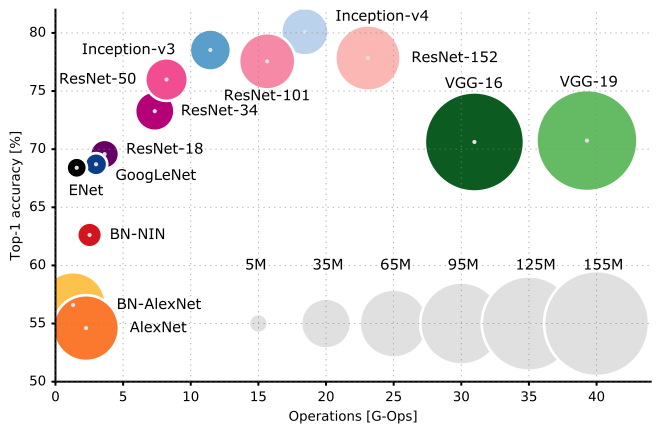 80
75
70
65
60
55
50
Top-1 accuracy [%]
Inception-v4
Inception-v3
ResNet-152
ResNet-50
VGG-16
VGG-19
ResNet-101
ResNet-34
ResNet-18
GoogLeNet
ENet
BN-NIN
5M 35M 65M 95M 125M 155M
BN-AlexNet
AlexNet
0 5 10 15 20 25 30 35 40
Operations [G-Ops]